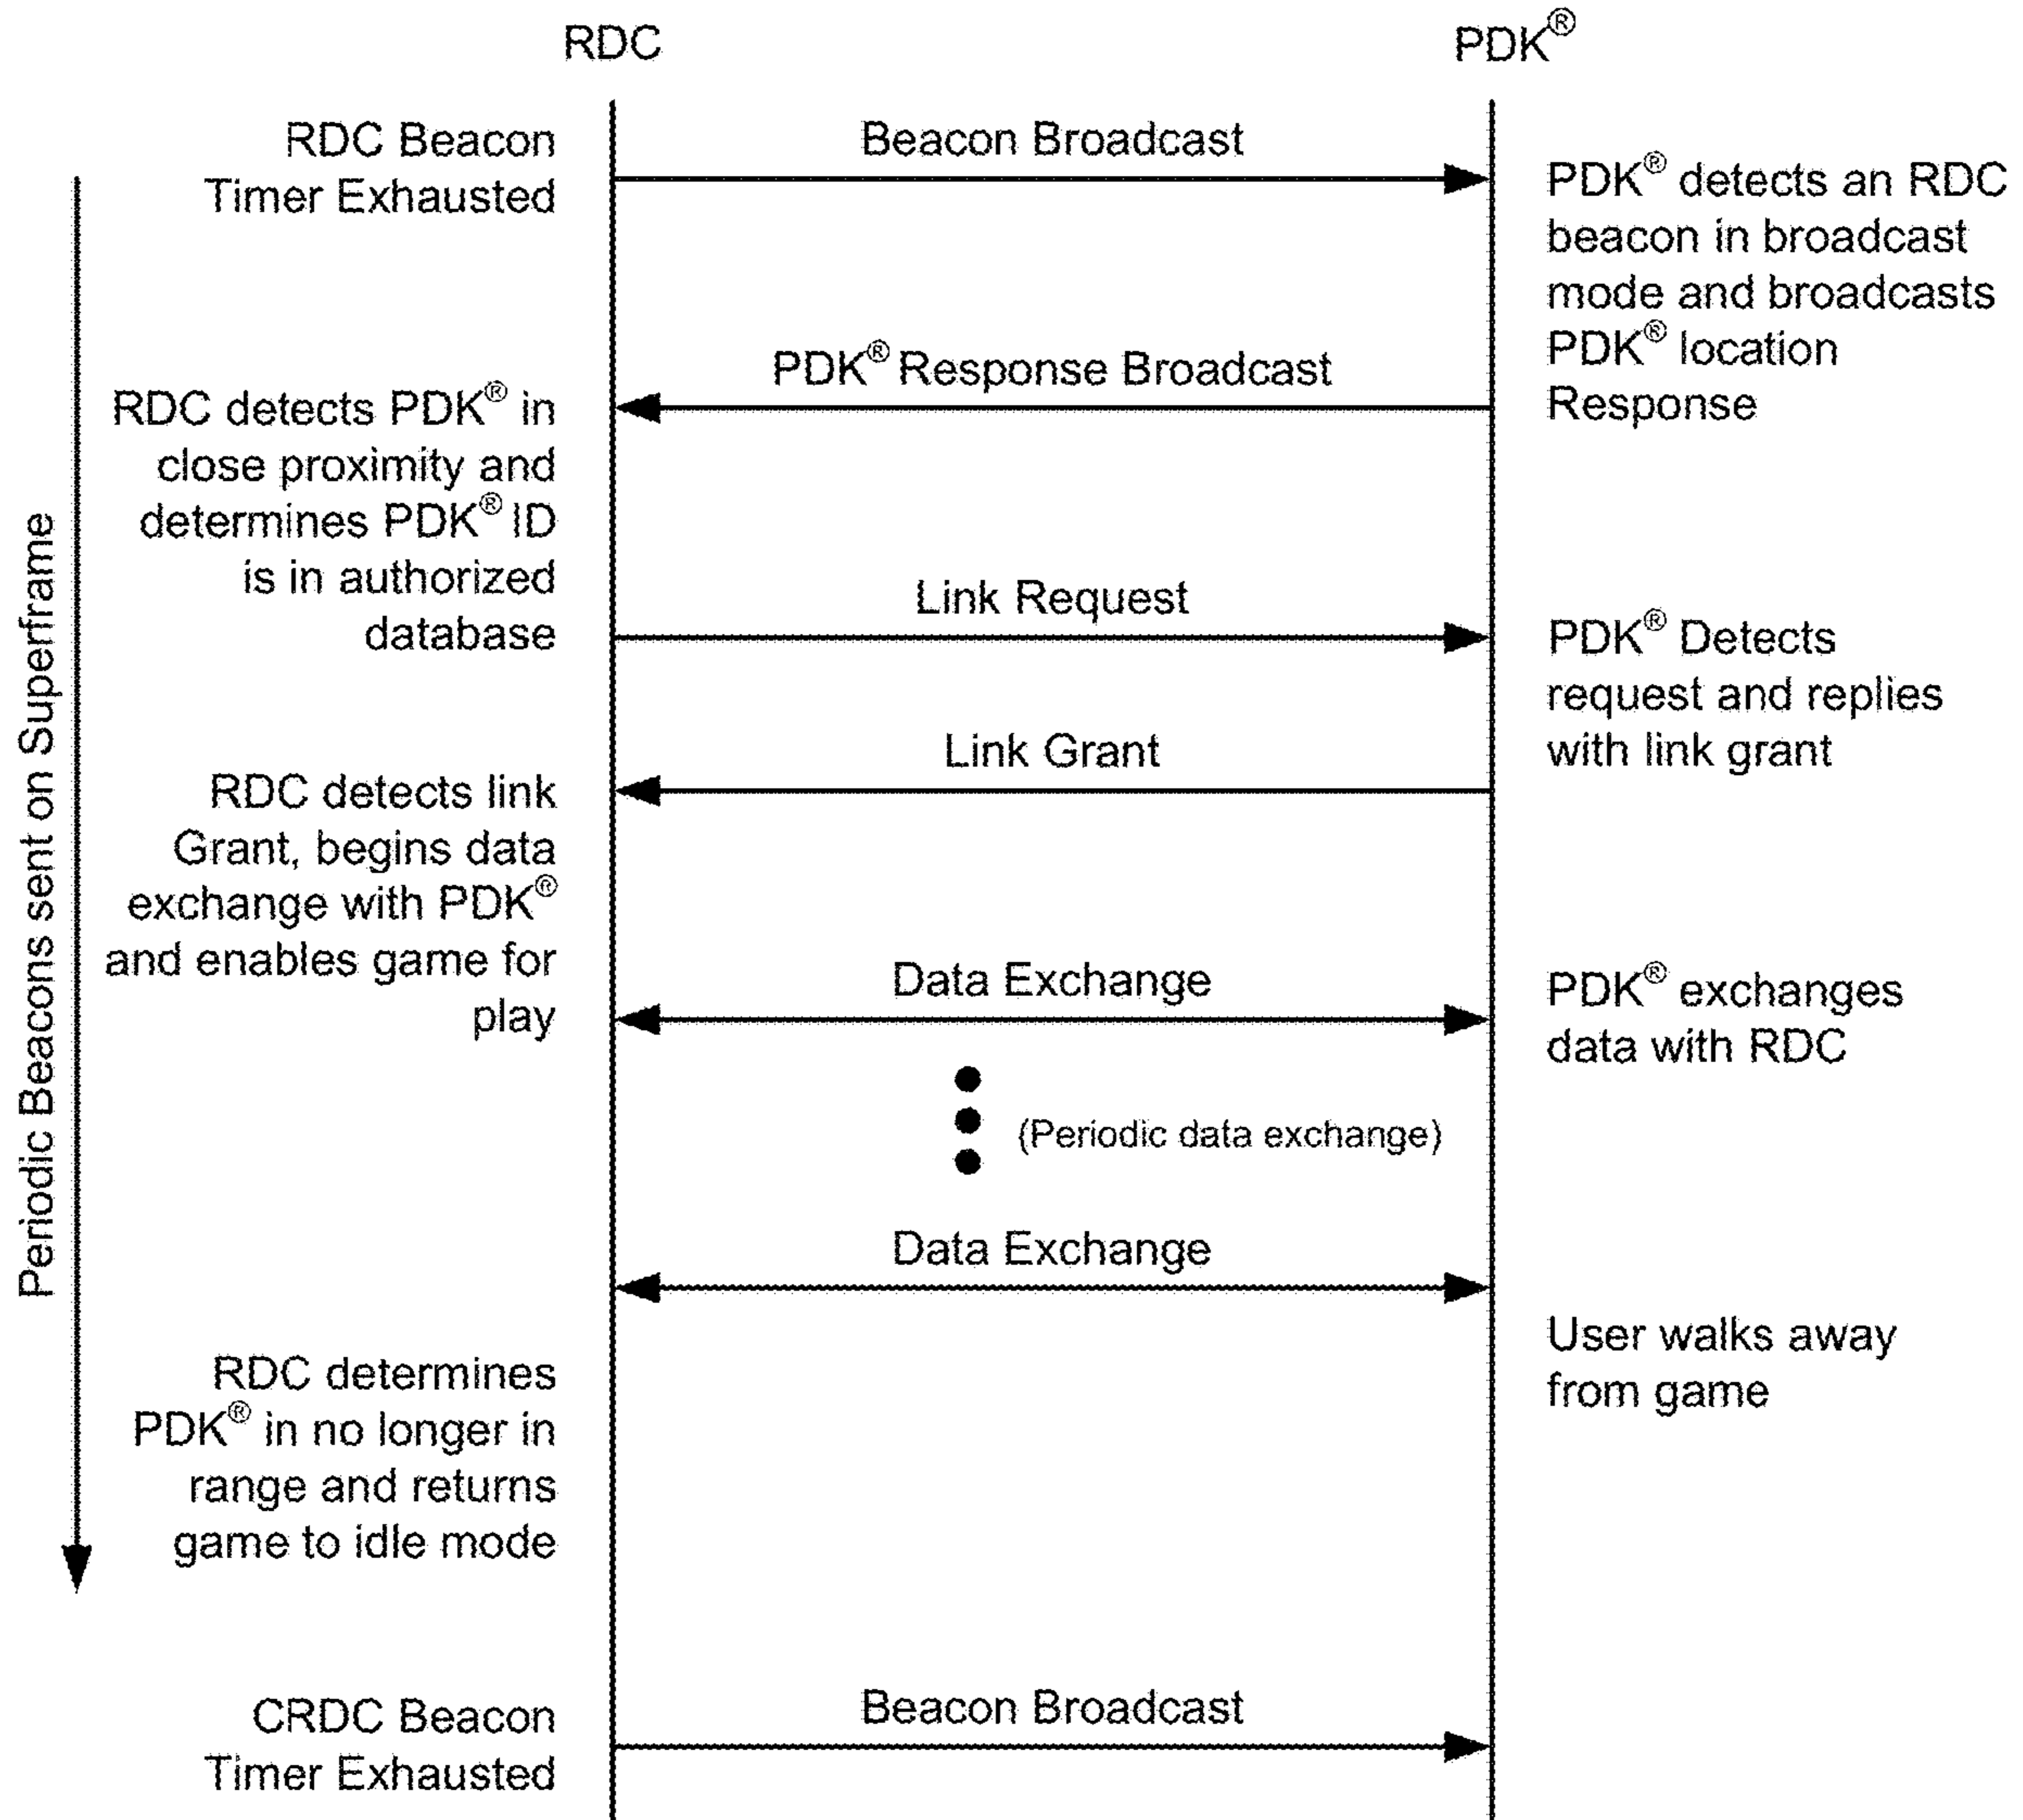 RDC
PDK®
RDC Beacon
Timer Exhausted
Beacon Broadcast
PDK® detects an RDC
beacon in broadcast
mode and broadcasts
PDK® location
Response
PDK® Response Broadcast
RDC detects PDK® in
close proximity and
determines PDK® ID
is in authorized
database
Link Request
PDK® Detects
request and replies
with link grant
Link Grant
RDC detects link
Grant, begins data
exchange with PDK®
and enables game for
play
Data Exchange
PDK® exchanges
data with RDC
(Periodic data exchange)
Data Exchange
User walks away
from game
RDC determines
PDK® in no longer in
range and returns
game to idle mode
Periodic Beacons sent on Superframe
CRDC Beacon
Timer Exhausted
Beacon Broadcast